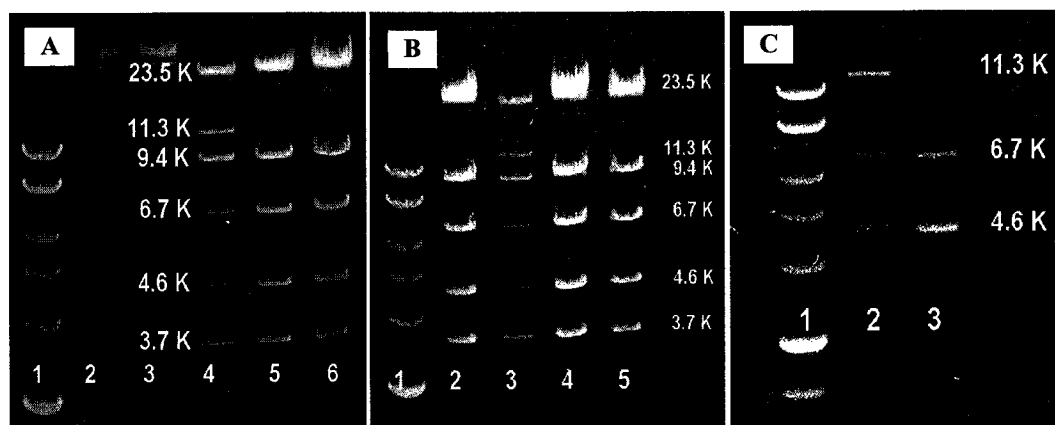 A
23.5 K
11.3 K
9.4 K
6.7 K
4.6 K
3.7 K
1 2 3 4 5 6
B
23.5 K
11.3 K
9.4 K
6.7 K
4.6 K
3.7 K
1 2 3 4 5
C
11.3 K
6.7 K
4.6 K
1 2 3